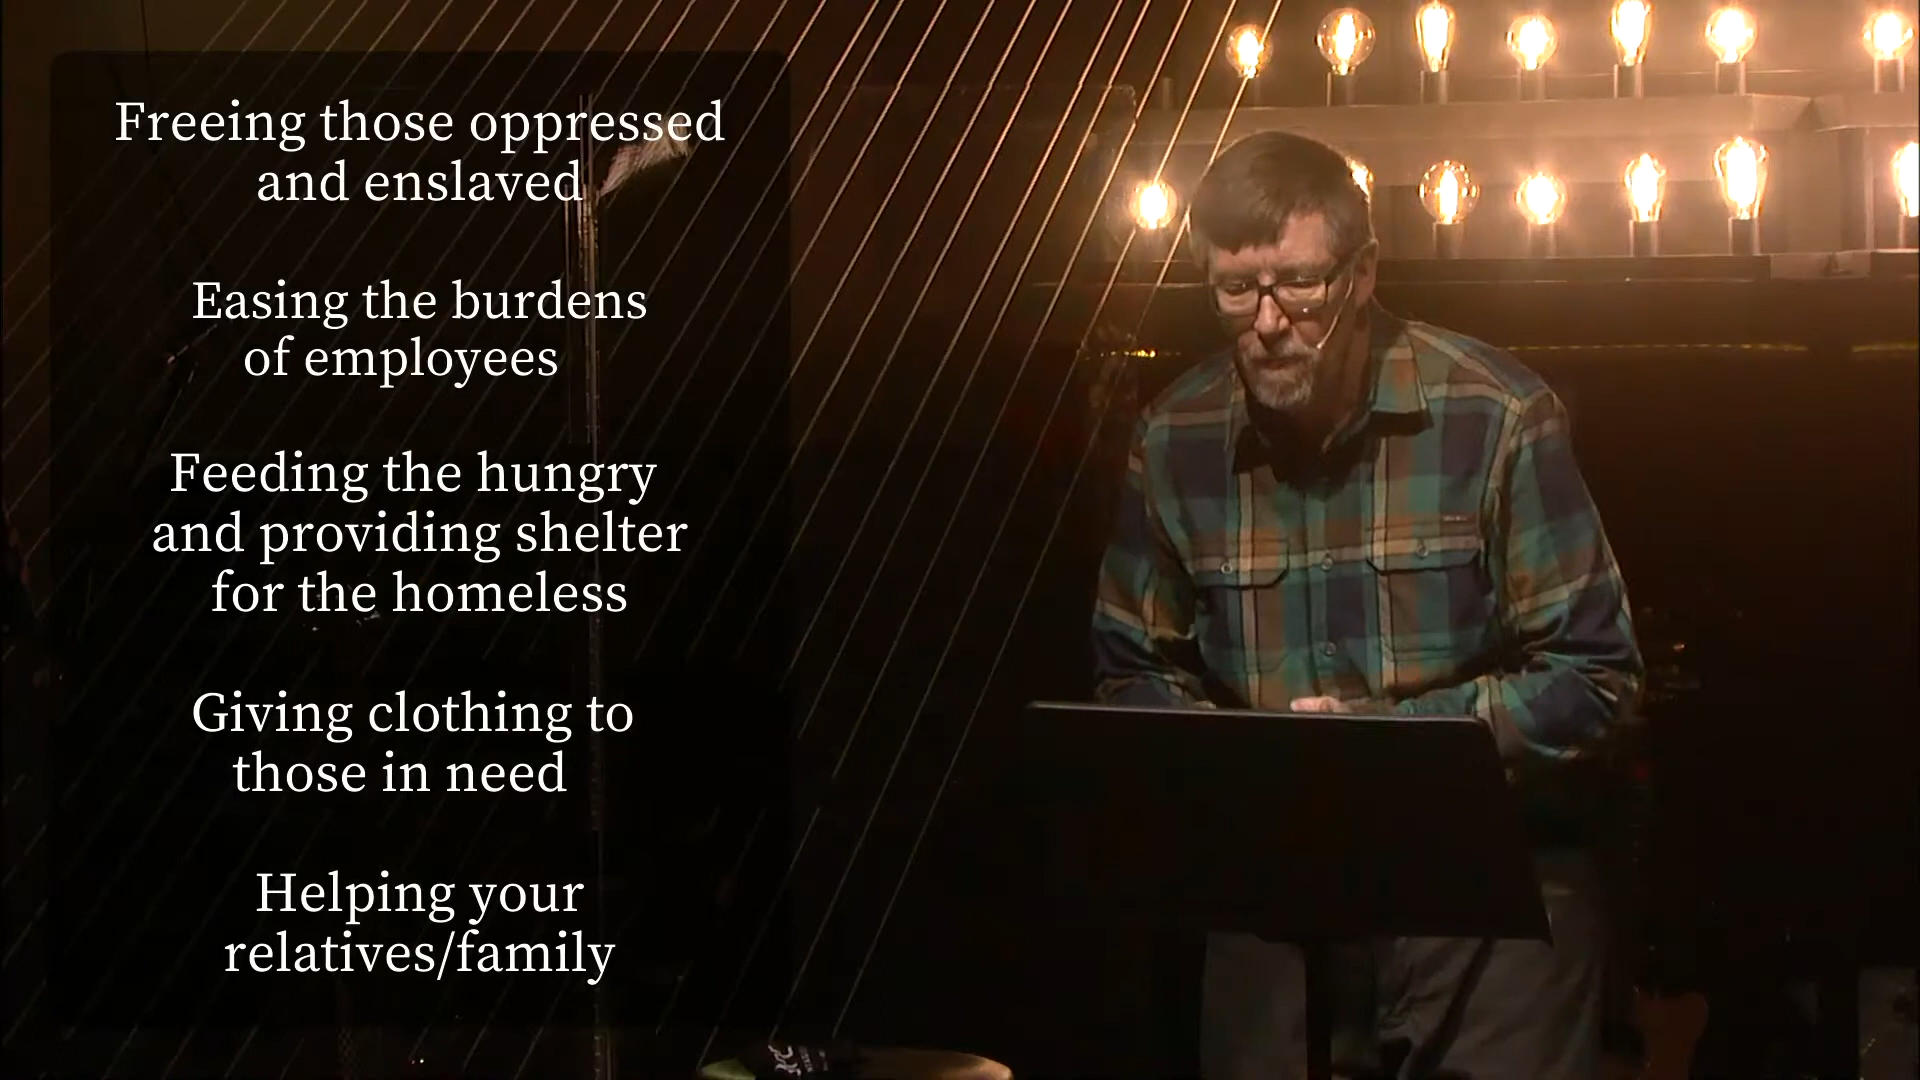 Freeing those oppressed
and enslaved
Easing the burdens
of employees
Feeding the hungry
and providing shelter
for the homeless
Giving clothing to
those in need
Helping your
relatives/family